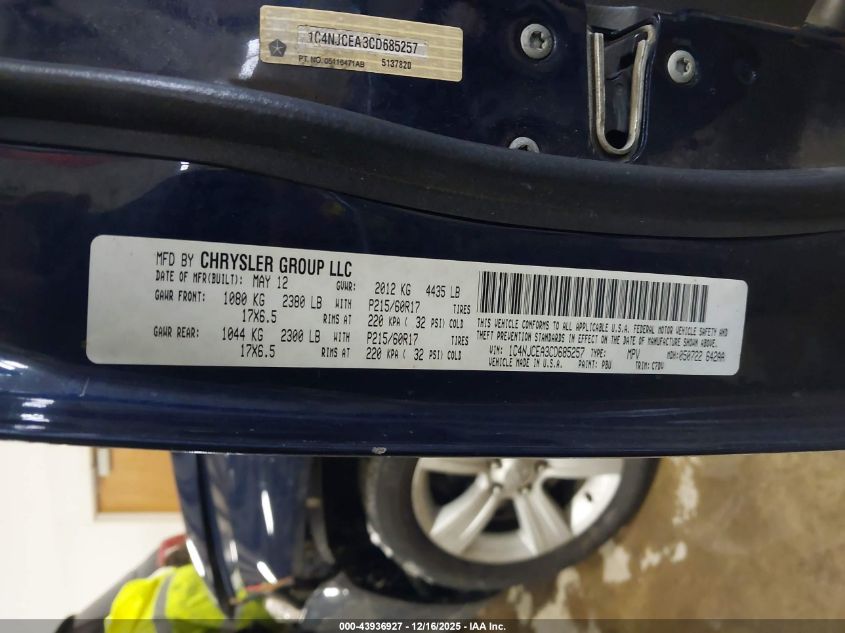 1C4NJCEA3CD685257
PT. NO. 05116471AB 5137820
MFD BY CHRYSLER GROUP LLC
DATE OF MFR(BUILT): MAY 12 GVWR: 2012 KG 4435 LB
GAWR FRONT: 1080 KG 2380 LB WITH P215/60R17 TIRES
17X6.5 RIMS AT 220 KPA ( 32 PSI) COLD
GAWR REAR: 1044 KG 2300 LB WITH P215/60R17 TIRES
17X6.5 RIMS AT 220 KPA ( 32 PSI) COLD
THIS VEHICLE CONFORMS TO ALL APPLICABLE U.S.A. FEDERAL MOTOR VEHICLE SAFETY AND
THEFT PREVENTION STANDARDS IN EFFECT ON THE DATE OF MANUFACTURE SHOWN ABOVE.
VIN: 1C4NJCEA3CD685257 TYPE: MPV MDH: 050722 642AA
VEHICLE MADE IN U.S.A. PAINT: PBU TRIM: C7DV
000-43936927 - 12/16/2025 - IAA Inc.